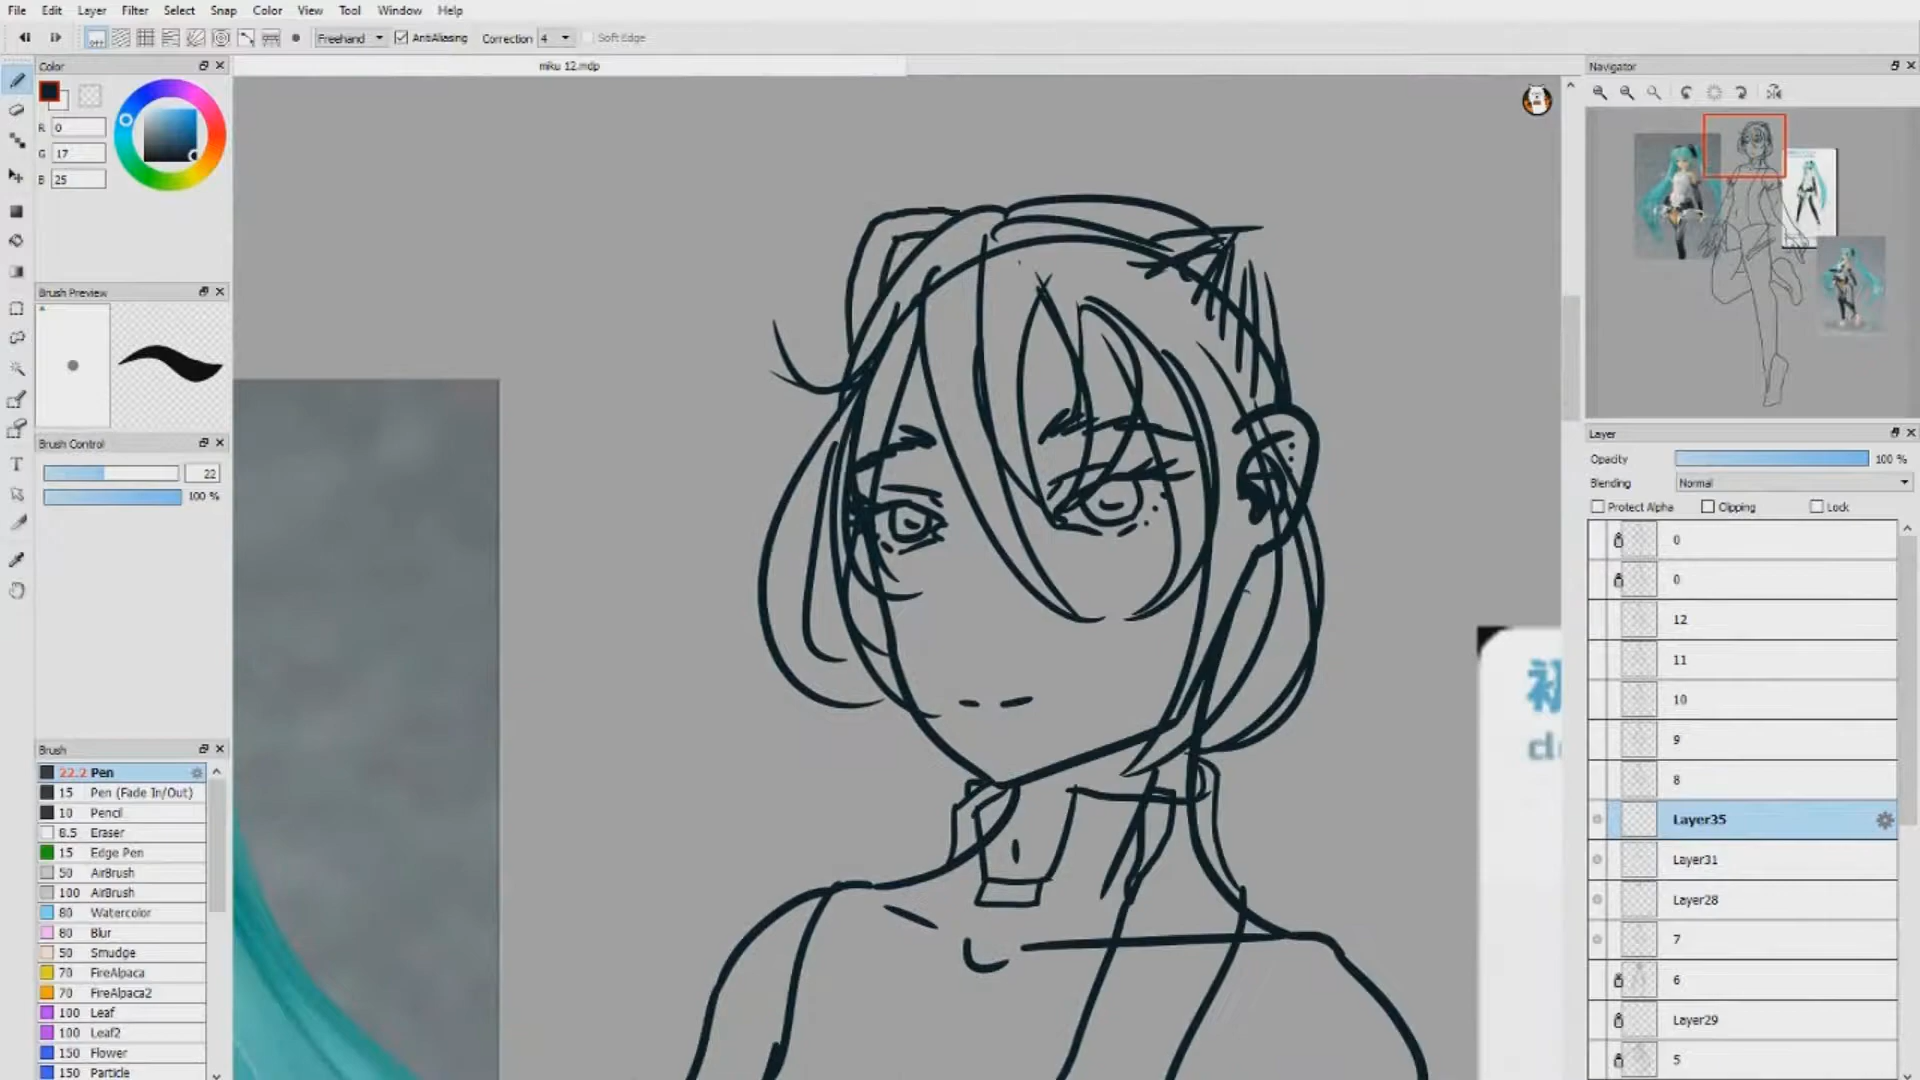 File Edit Layer Filter Select Snap Color View Tool Window Help
Freehand AntiAliasing Correction 4 Soft Edge
Color
miku 12.mdp
Navigator
R 0
G 17
B 25
Brush Preview
Brush Control
22
100 %
Layer
Opacity 100 %
Blending Normal
Protect Alpha Clipping Lock
0
0
12
11
10
9
8
Layer35
Layer31
Layer28
7
6
Layer29
5
Brush
22.2 Pen
15 Pen (Fade In/Out)
10 Pencil
8.5 Eraser
15 Edge Pen
50 AirBrush
100 AirBrush
80 Watercolor
80 Blur
50 Smudge
70 FireAlpaca
70 FireAlpaca2
100 Leaf
100 Leaf2
150 Flower
150 Particle
初